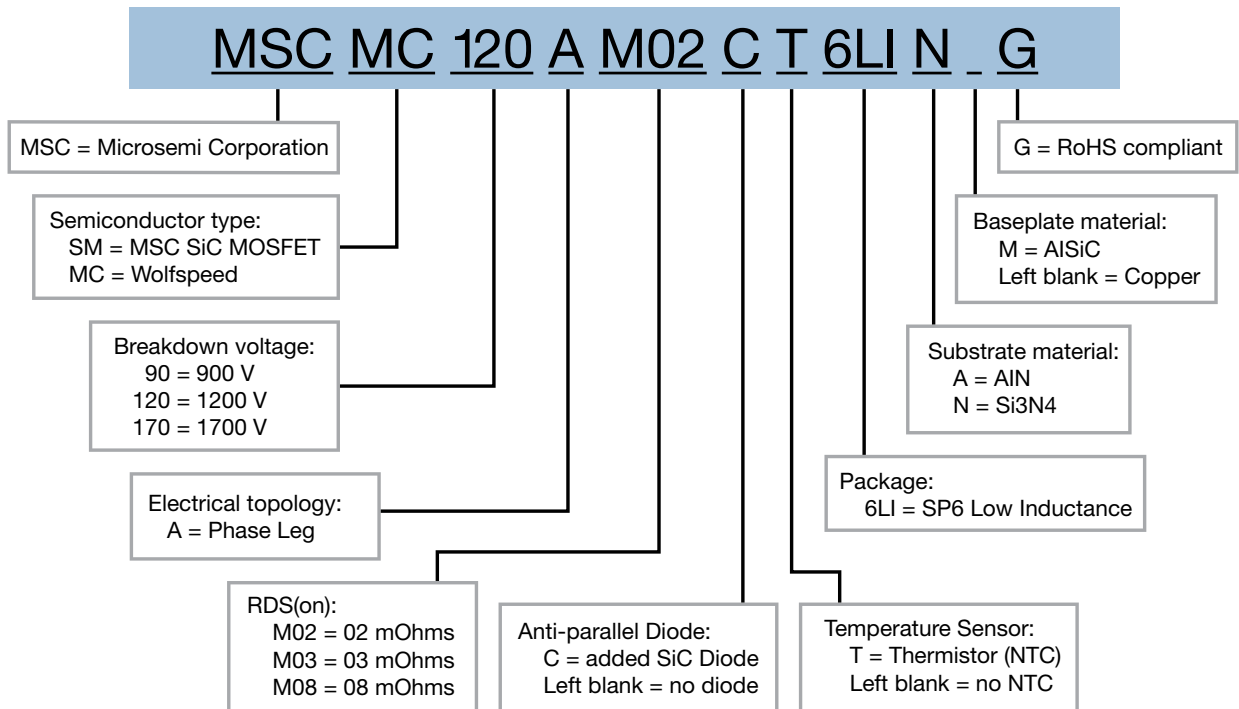 MSC MC 120 A M02 C T 6LI N _ G
MSC = Microsemi Corporation
G = RoHS compliant
Semiconductor type:
SM = MSC SiC MOSFET
MC = Wolfspeed
Baseplate material:
M = AlSiC
Left blank = Copper
Breakdown voltage:
90 = 900 V
120 = 1200 V
170 = 1700 V
Substrate material:
A = AlN
N = Si3N4
Electrical topology:
A = Phase Leg
Package:
6LI = SP6 Low Inductance
RDS(on):
M02 = 02 mOhms
M03 = 03 mOhms
M08 = 08 mOhms
Anti-parallel Diode:
C = added SiC Diode
Left blank = no diode
Temperature Sensor:
T = Thermistor (NTC)
Left blank = no NTC